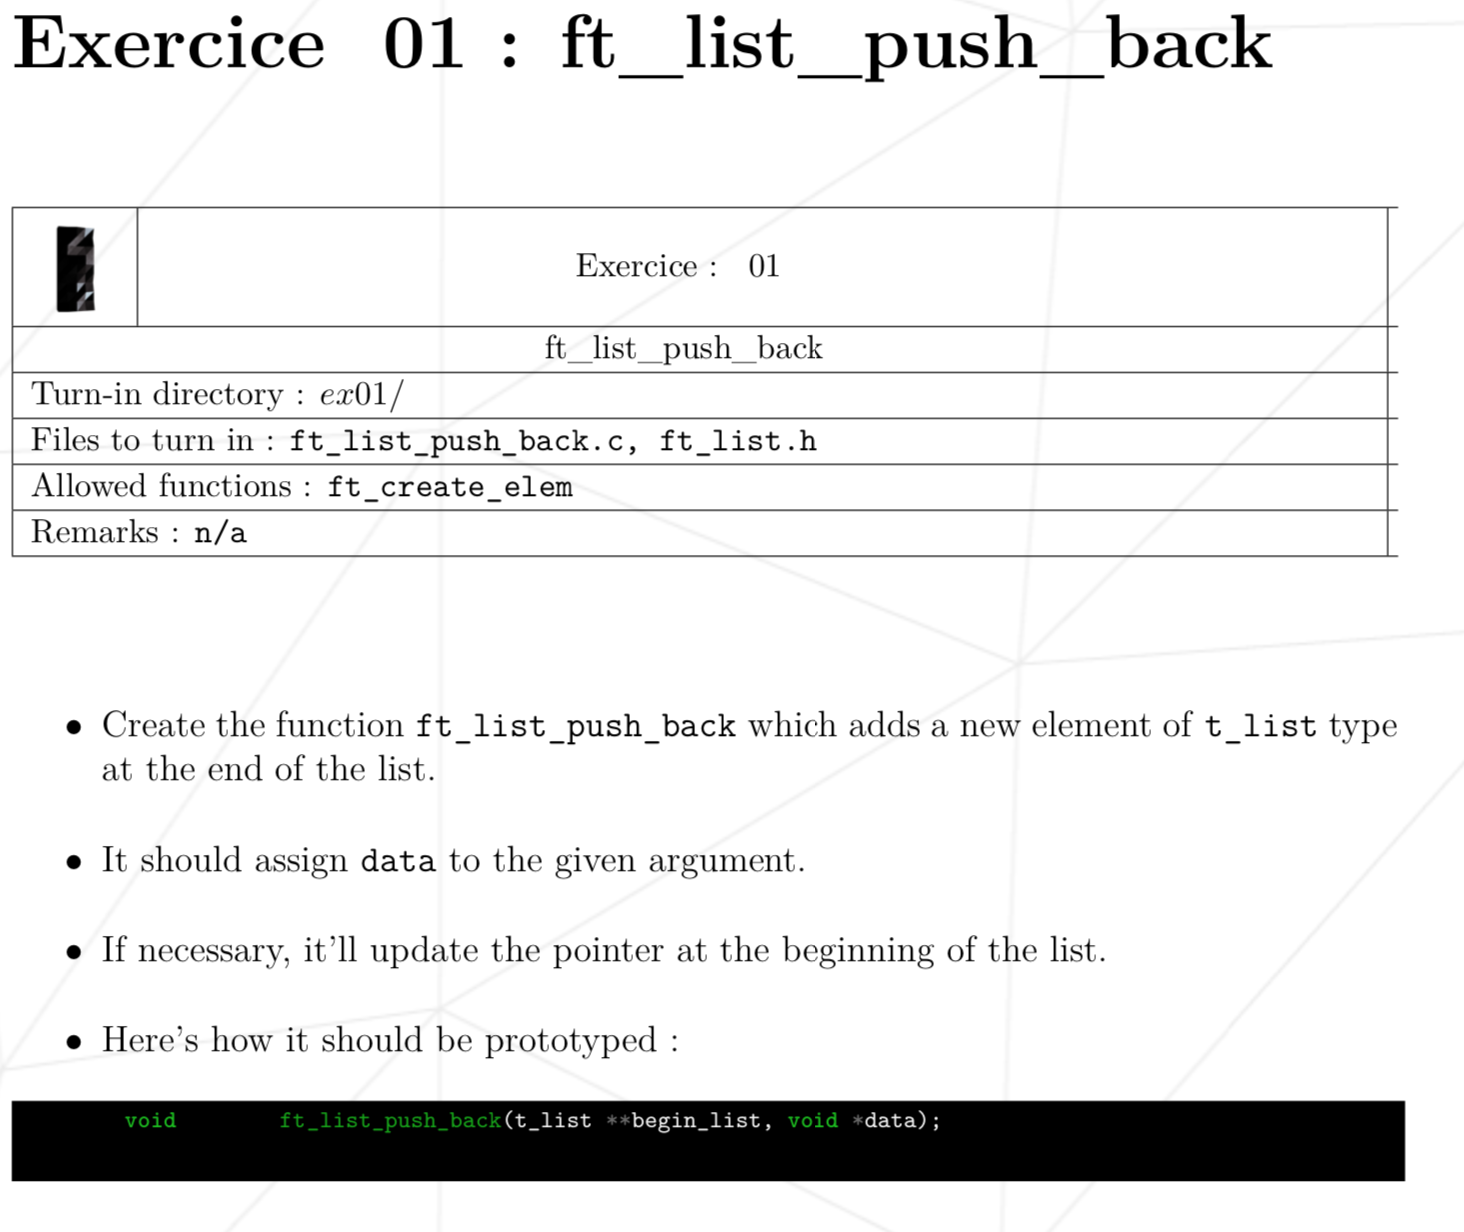 Exercice 01 : ft_list_push_back
Exercice : 01
ft_list_push_back
Turn-in directory : ex01/
Files to turn in : ft_list_push_back.c, ft_list.h
Allowed functions : ft_create_elem
Remarks : n/a
• Create the function ft_list_push_back which adds a new element of t_list type
at the end of the list.
• It should assign data to the given argument.
• If necessary, it'll update the pointer at the beginning of the list.
• Here's how it should be prototyped :
void ft_list_push_back(t_list **begin_list, void *data);